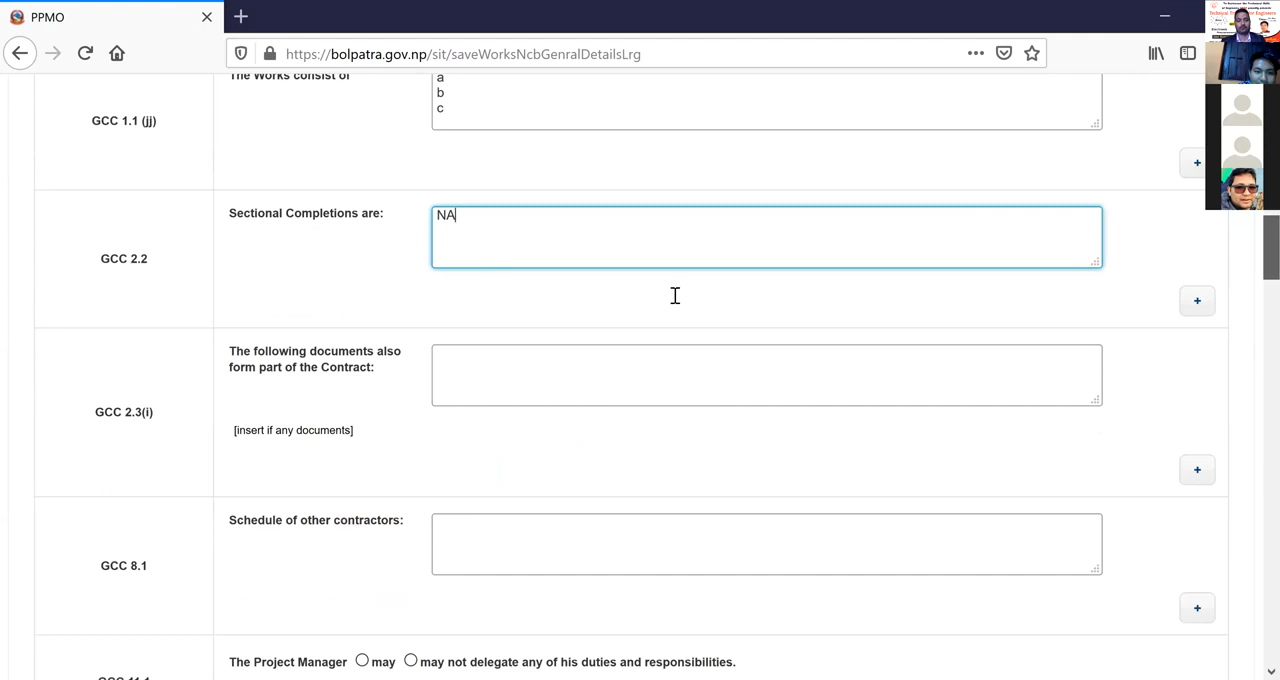 PPMO
https://bolpatra.gov.np/sit/saveWorksNcbGenralDetailsLrg
The Works consist of
a
b
c
GCC 1.1 (jj)
+
Sectional Completions are:
NA
GCC 2.2
+
The following documents also
form part of the Contract:
GCC 2.3(i)
[insert if any documents]
+
Schedule of other contractors:
GCC 8.1
+
The Project Manager may may not delegate any of his duties and responsibilities.